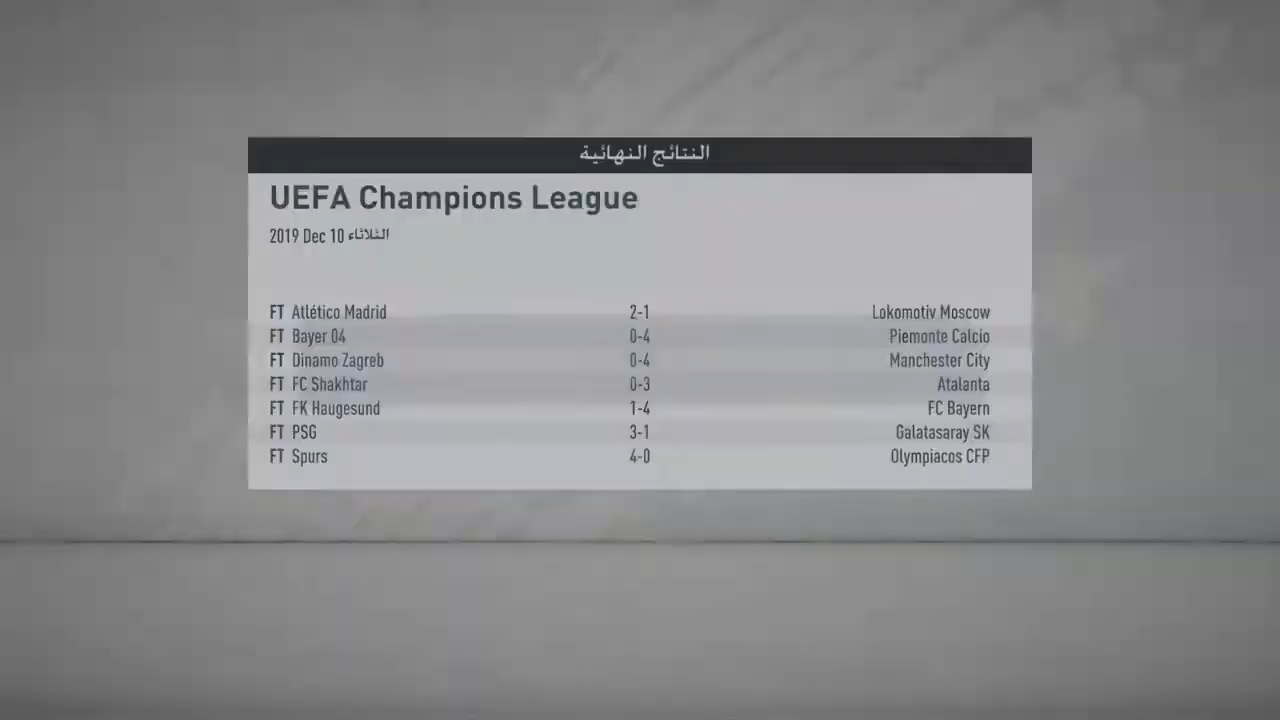 النتائج النهائية
UEFA Champions League
2019 Dec 10 الثلاثاء
FT Atlético Madrid 2-1 Lokomotiv Moscow
FT Bayer 04 0-4 Piemonte Calcio
FT Dinamo Zagreb 0-4 Manchester City
FT FC Shakhtar 0-3 Atalanta
FT FK Haugesund 1-4 FC Bayern
FT PSG 3-1 Galatasaray SK
FT Spurs 4-0 Olympiacos CFP